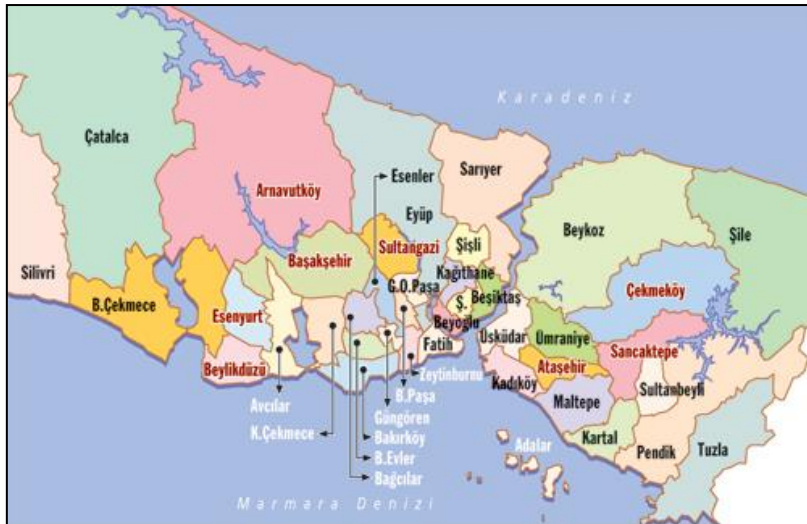 Karadeniz
Çatalca
Sarıyer
Esenler
Arnavutköy
Eyüp
Beykoz
Şile
Şişli
Sultangazi
Başakşehir
Kağıthane
Silivri
G.O.Paşa
Çekmeköy
B.Çekmece
Ş.
Beşiktaş
Esenyurt
Beyoğlu
Ümraniye
Üsküdar
Fatih
Sancaktepe
Ataşehir
Beylikdüzü
Zeytinburnu
Kadıköy
Sultanbeyli
B.Paşa
Maltepe
Avcılar
Güngören
K.Çekmece
Bakırköy
Kartal
Adalar
Pendik
Tuzla
B.Evler
Bağcılar
Marmara Denizi